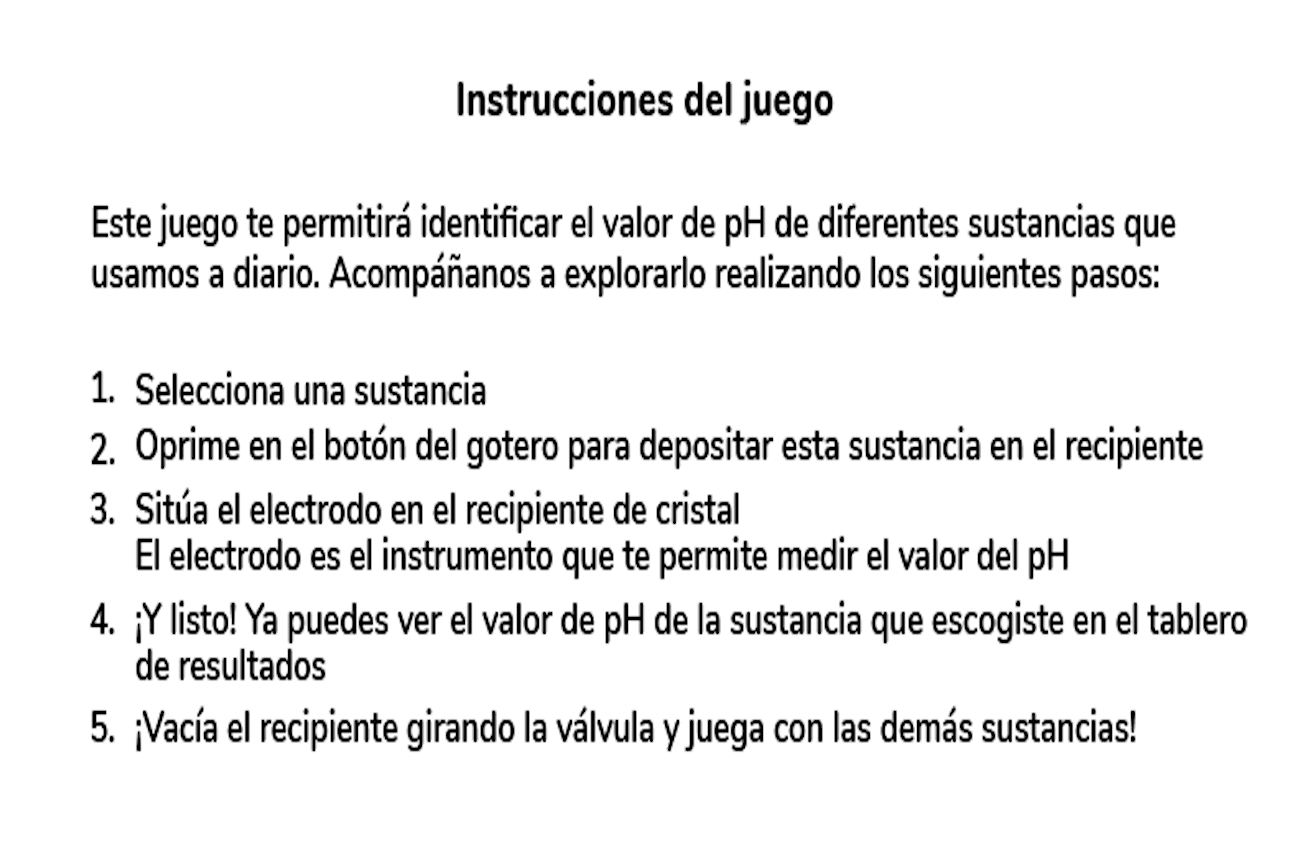 Instrucciones del juego
Este juego te permitirá identificar el valor de pH de diferentes sustancias que
usamos a diario. Acompáñanos a explorarlo realizando los siguientes pasos:
1. Selecciona una sustancia
2. Oprime en el botón del gotero para depositar esta sustancia en el recipiente
3. Sitúa el electrodo en el recipiente de cristal
El electrodo es el instrumento que te permite medir el valor del pH
4. ¡Y listo! Ya puedes ver el valor de pH de la sustancia que escogiste en el tablero
de resultados
5. ¡Vacía el recipiente girando la válvula y juega con las demás sustancias!